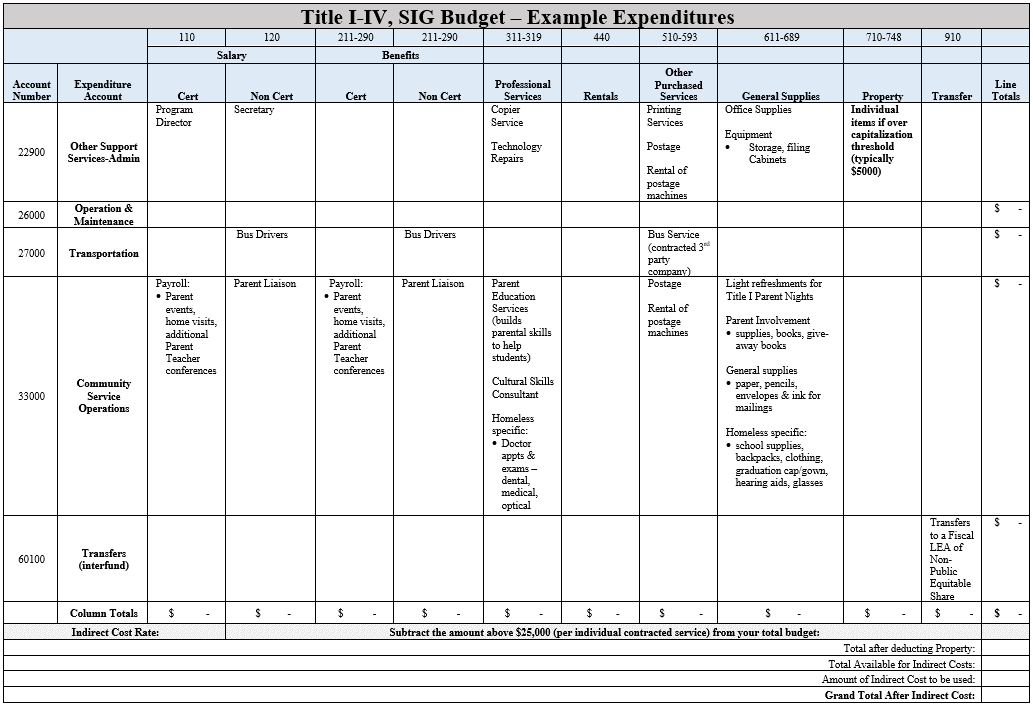 Title I-IV, SIG Budget – Example Expenditures
110 120 211-290 211-290 311-319 440 510-593 611-689 710-748 910
Salary Benefits
Account Number
Expenditure Account
Cert
Non Cert
Cert
Non Cert
Professional Services
Rentals
Other Purchased Services
General Supplies
Property
Transfer
Line Totals
22900
Other Support
Services-Admin
Program
Director
Secretary
Copier
Service
Technology
Repairs
Printing
Services
Postage
Rental of
postage
machines
Office Supplies
Equipment
• Storage, filing
Cabinets
Individual
items if over
capitalization
threshold
(typically
$5000)
26000
Operation &
Maintenance
$ -
27000
Transportation
Bus Drivers
Bus Drivers
Bus Service
(contracted 3rd
party
company)
$ -
33000
Community
Service
Operations
Payroll:
• Parent
events,
home visits,
additional
Parent
Teacher
conferences
Parent Liaison
Payroll:
• Parent
events,
home visits,
additional
Parent
Teacher
conferences
Parent Liaison
Parent
Education
Services
(builds
parental skills
to help
students)
Cultural Skills
Consultant
Homeless
specific:
• Doctor
appts &
exams –
dental,
medical,
optical
Postage
Rental of
postage
machines
Light refreshments for
Title I Parent Nights
Parent Involvement
• supplies, books, give-
away books
General supplies
• paper, pencils,
envelopes & ink for
mailings
Homeless specific:
• school supplies,
backpacks, clothing,
graduation cap/gown,
hearing aids, glasses
$ -
60100
Transfers
(interfund)
Transfers
to a Fiscal
LEA of
Non-
Public
Equitable
Share
$ -
Column Totals $ - $ - $ - $ - $ - $ - $ - $ - $ - $ - $ -
Indirect Cost Rate: Subtract the amount above $25,000 (per individual contracted service) from your total budget:
Total after deducting Property:
Total Available for Indirect Costs:
Amount of Indirect Cost to be used:
Grand Total After Indirect Cost: